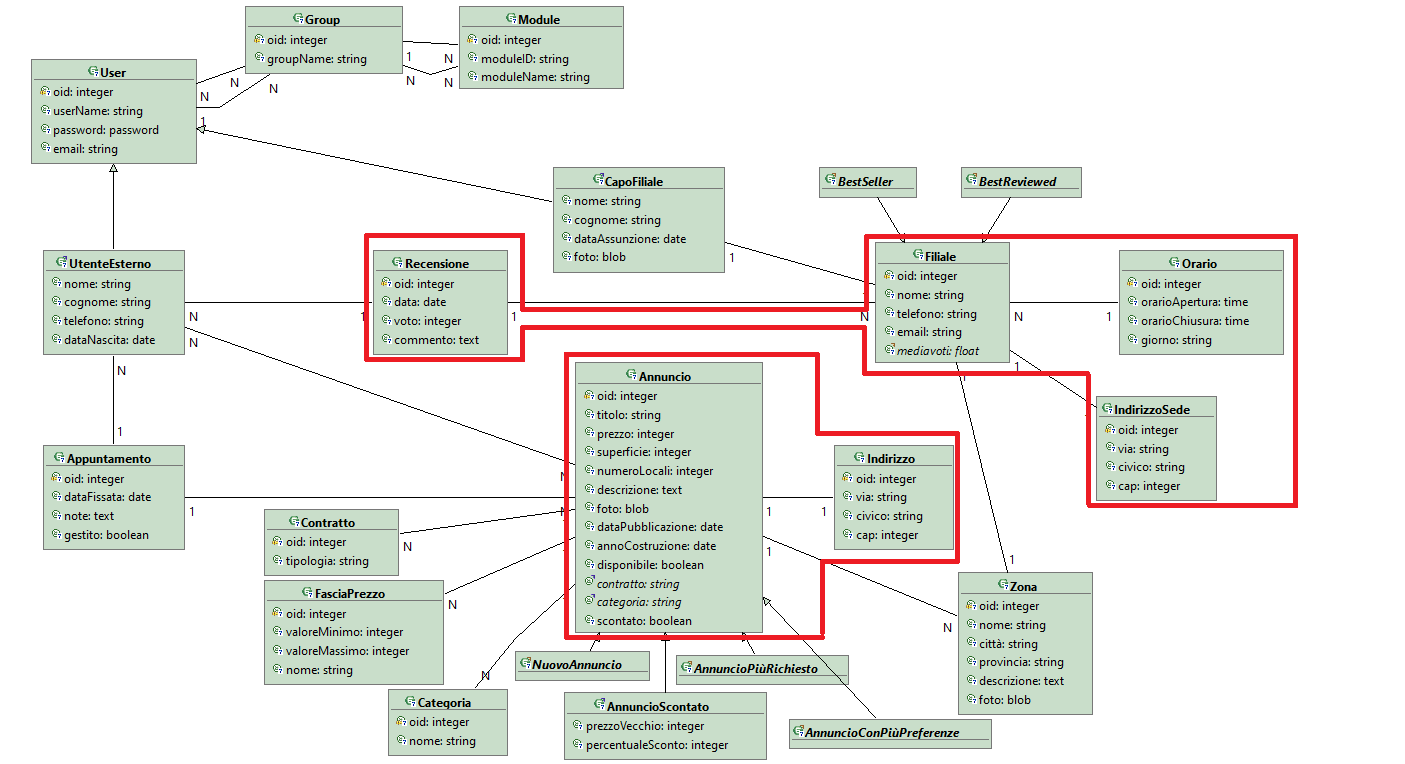 Group
oid: integer
groupName: string
Module
oid: integer
moduleID: string
moduleName: string
1
N
N
N
User
oid: integer
userName: string
password: password
email: string
N
N
N
1
CapoFiliale
nome: string
cognome: string
dataAssunzione: date
foto: blob
1
BestSeller
BestReviewed
UtenteEsterno
nome: string
cognome: string
telefono: string
dataNascita: date
N
N
N
1
Recensione
oid: integer
data: date
voto: integer
commento: text
1
N
Filiale
oid: integer
nome: string
telefono: string
email: string
mediavoti: float
N
1
1
1
Orario
oid: integer
orarioApertura: time
orarioChiusura: time
giorno: string
IndirizzoSede
oid: integer
via: string
civico: string
cap: integer
Annuncio
oid: integer
titolo: string
prezzo: integer
superficie: integer
numeroLocali: integer
descrizione: text
foto: blob
dataPubblicazione: date
annoCostruzione: date
disponibile: boolean
contratto: string
categoria: string
scontato: boolean
N
N
1
1
1
Indirizzo
oid: integer
via: string
civico: string
cap: integer
1
Appuntamento
oid: integer
dataFissata: date
note: text
gestito: boolean
1
Contratto
oid: integer
tipologia: string
N
FasciaPrezzo
oid: integer
valoreMinimo: integer
valoreMassimo: integer
nome: string
N
Categoria
oid: integer
nome: string
N
NuovoAnnuncio
AnnuncioPiùRichiesto
AnnuncioScontato
prezzoVecchio: integer
percentualeSconto: integer
AnnuncioConPiùPreferenze
1
N
Zona
oid: integer
nome: string
città: string
provincia: string
descrizione: text
foto: blob